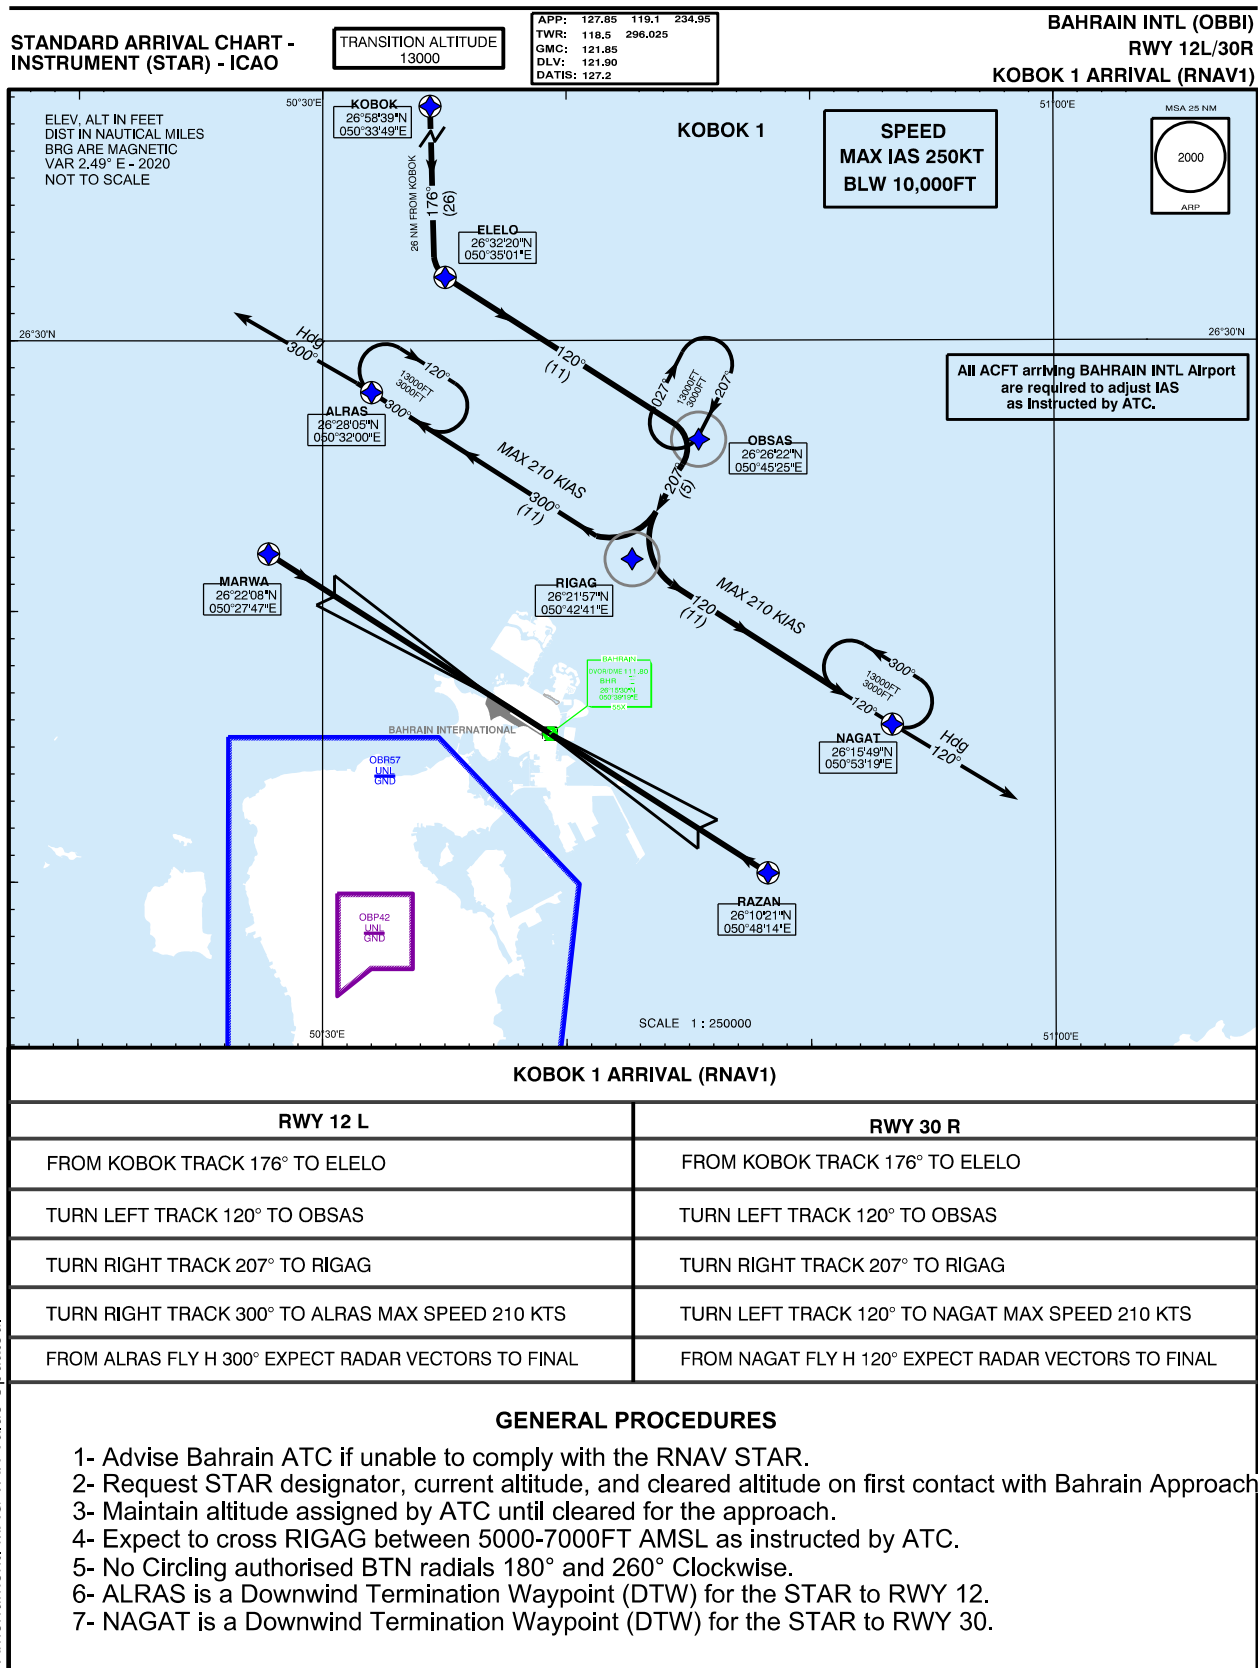 STANDARD ARRIVAL CHART -
INSTRUMENT (STAR) - ICAO
TRANSITION ALTITUDE
13000
APP: 127.85 119.1 234.95
TWR: 118.5 296.025
GMC: 121.85
DLV: 121.90
DATIS: 127.2
BAHRAIN INTL (OBBI)
RWY 12L/30R
KOBOK 1 ARRIVAL (RNAV1)
ELEV, ALT IN FEET
DIST IN NAUTICAL MILES
BRG ARE MAGNETIC
VAR 2.49° E - 2020
NOT TO SCALE
50°30'E
KOBOK
26°58'39"N
050°33'49"E
KOBOK 1
SPEED
MAX IAS 250KT
BLW 10,000FT
51°00'E
MSA 25 NM
2000
ARP
26 NM FROM KOBOK
176°
(26)
ELELO
26°32'20"N
050°35'01"E
26°30'N
26°30'N
Hdg
300°
120°
13000FT
3000FT
300°
ALRAS
26°28'05"N
050°32'00"E
120°
(11)
027°
13000FT
3000FT
207°
All ACFT arriving BAHRAIN INTL Airport
are required to adjust IAS
as instructed by ATC.
OBSAS
26°26'22"N
050°45'25"E
207°
(5)
MAX 210 KIAS
300°
(11)
MARWA
26°22'08"N
050°27'47"E
RIGAG
26°21'57"N
050°42'41"E
MAX 210 KIAS
120
(11)
300°
13000FT
3000FT
120°
NAGAT
26°15'49"N
050°53'19"E
Hdg
120°
BAHRAIN
DVOR/DME 111.80
BHR
55X
BAHRAIN INTERNATIONAL
OBR57
UNL
GND
OBP42
UNL
GND
RAZAN
26°10'21"N
050°48'14"E
SCALE 1 : 250000
50°30'E
51°00'E
KOBOK 1 ARRIVAL (RNAV1)
RWY 12 L
RWY 30 R
FROM KOBOK TRACK 176° TO ELELO
FROM KOBOK TRACK 176° TO ELELO
TURN LEFT TRACK 120° TO OBSAS
TURN LEFT TRACK 120° TO OBSAS
TURN RIGHT TRACK 207° TO RIGAG
TURN RIGHT TRACK 207° TO RIGAG
TURN RIGHT TRACK 300° TO ALRAS MAX SPEED 210 KTS
TURN LEFT TRACK 120° TO NAGAT MAX SPEED 210 KTS
FROM ALRAS FLY H 300° EXPECT RADAR VECTORS TO FINAL
FROM NAGAT FLY H 120° EXPECT RADAR VECTORS TO FINAL
GENERAL PROCEDURES
1- Advise Bahrain ATC if unable to comply with the RNAV STAR.
2- Request STAR designator, current altitude, and cleared altitude on first contact with Bahrain Approach
3- Maintain altitude assigned by ATC until cleared for the approach.
4- Expect to cross RIGAG between 5000-7000FT AMSL as instructed by ATC.
5- No Circling authorised BTN radials 180° and 260° Clockwise.
6- ALRAS is a Downwind Termination Waypoint (DTW) for the STAR to RWY 12.
7- NAGAT is a Downwind Termination Waypoint (DTW) for the STAR to RWY 30.